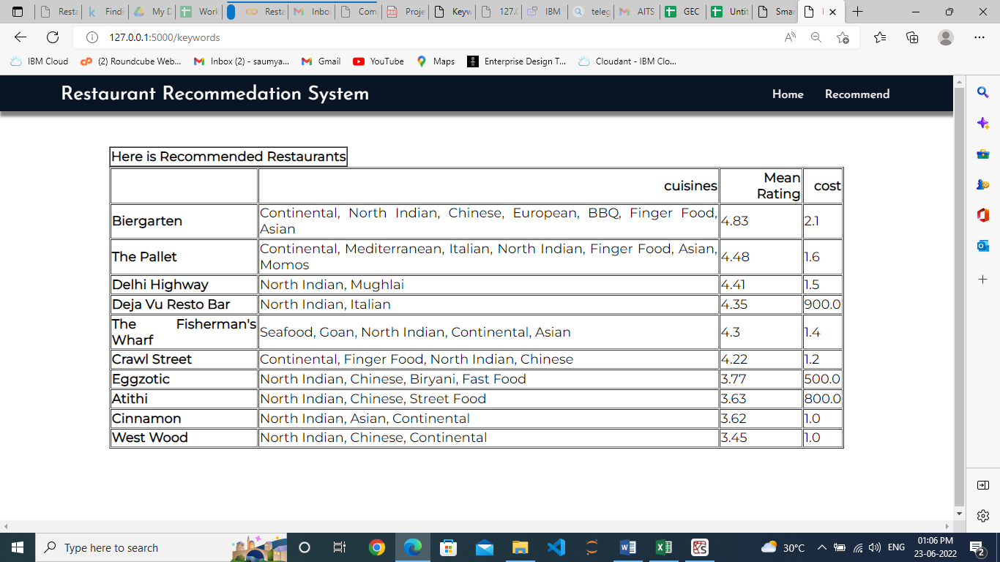 Resta Findi My D Work Resta Inbo Com Proje Keyw 127.0 IBM teleg AITS GEC Untit Smar
127.0.0.1:5000/keywords
IBM Cloud (2) Roundcube Web... Inbox (2) - saumya... Gmail YouTube Maps Enterprise Design T... Cloudant - IBM Clo...
Restaurant Recommedation System Home Recommend
Here is Recommended Restaurants
cuisines Mean Rating cost
Biergarten Continental, North Indian, Chinese, European, BBQ, Finger Food, Asian 4.83 2.1
The Pallet Continental, Mediterranean, Italian, North Indian, Finger Food, Asian, Momos 4.48 1.6
Delhi Highway North Indian, Mughlai 4.41 1.5
Deja Vu Resto Bar North Indian, Italian 4.35 900.0
The Fisherman's Wharf Seafood, Goan, North Indian, Continental, Asian 4.3 1.4
Crawl Street Continental, Finger Food, North Indian, Chinese 4.22 1.2
Eggzotic North Indian, Chinese, Biryani, Fast Food 3.77 500.0
Atithi North Indian, Chinese, Street Food 3.63 800.0
Cinnamon North Indian, Asian, Continental 3.62 1.0
West Wood North Indian, Chinese, Continental 3.45 1.0
Type here to search 30°C ENG 01:06 PM
23-06-2022 2